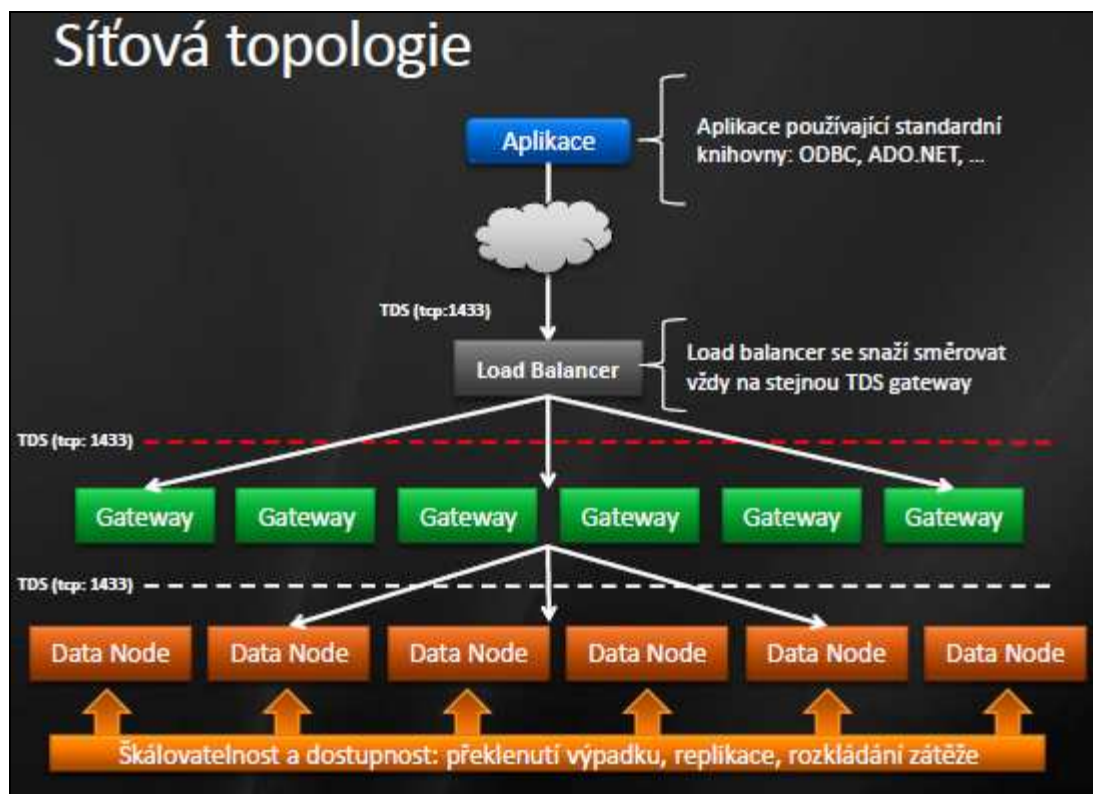 Síťová topologie
Aplikace
Aplikace používající standardní
knihovny: ODBC, ADO.NET, ...
TDS (tcp:1433)
Load Balancer
Load balancer se snaží směrovat
vždy na stejnou TDS gateway
TDS (tcp: 1433)
Gateway Gateway Gateway Gateway Gateway Gateway
TDS (tcp: 1433)
Data Node Data Node Data Node Data Node Data Node Data Node
Škálovatelnost a dostupnost: překlenutí výpadku, replikace, rozkládání zátěže